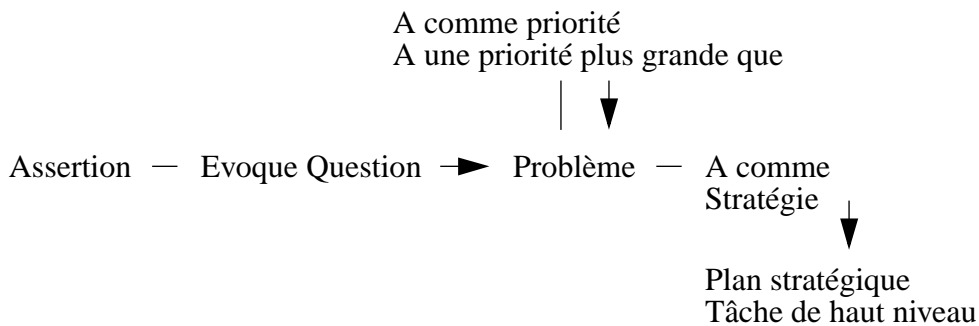 A comme priorité
A une priorité plus grande que
Assertion
Evoque Question
Problème
A comme
Stratégie
Plan stratégique
Tâche de haut niveau